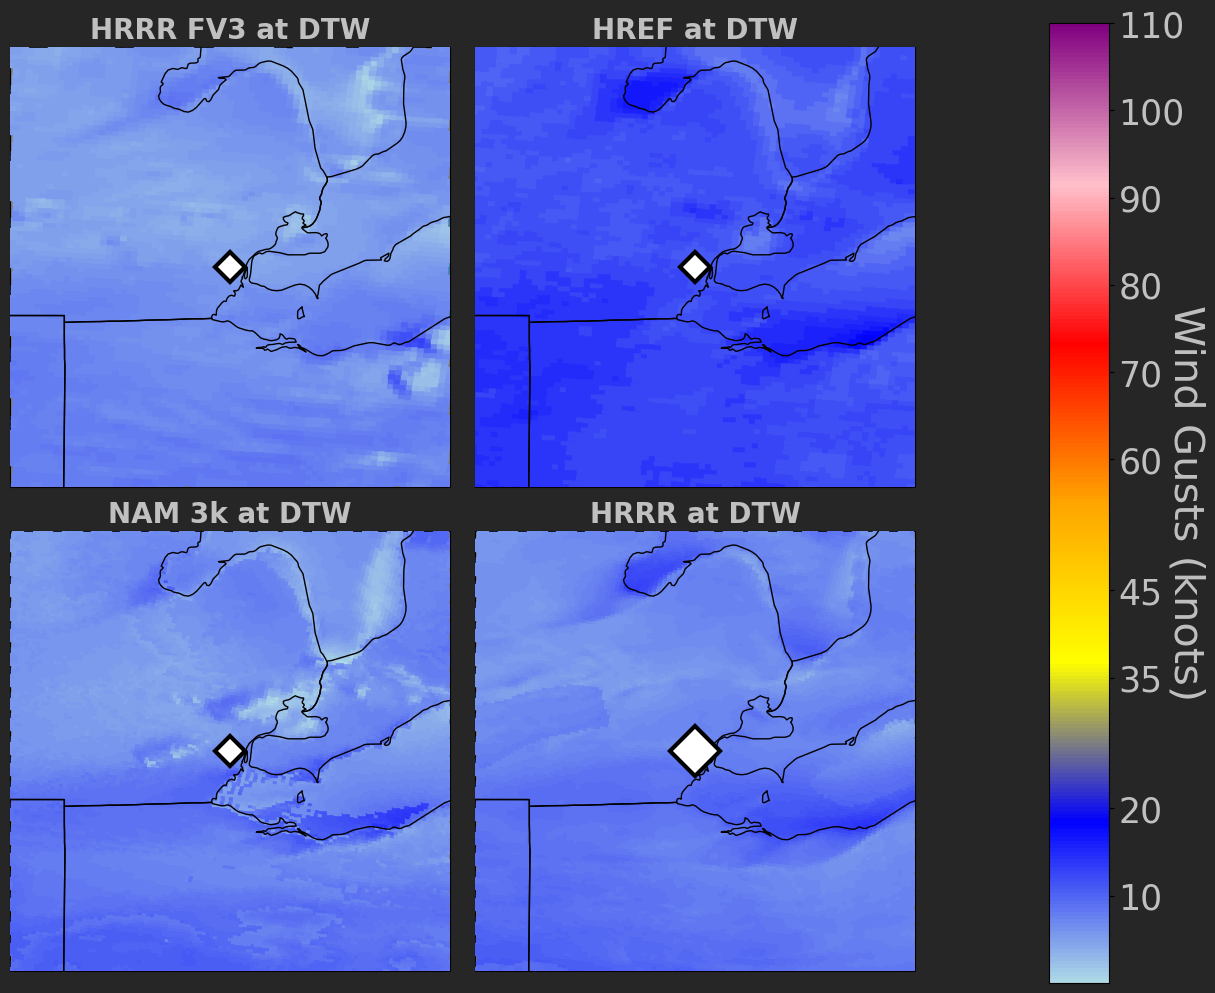 HRRR FV3 at DTW
HREF at DTW
NAM 3k at DTW
HRRR at DTW
110
100
90
80
70
60
45
35
20
10
Wind Gusts (knots)